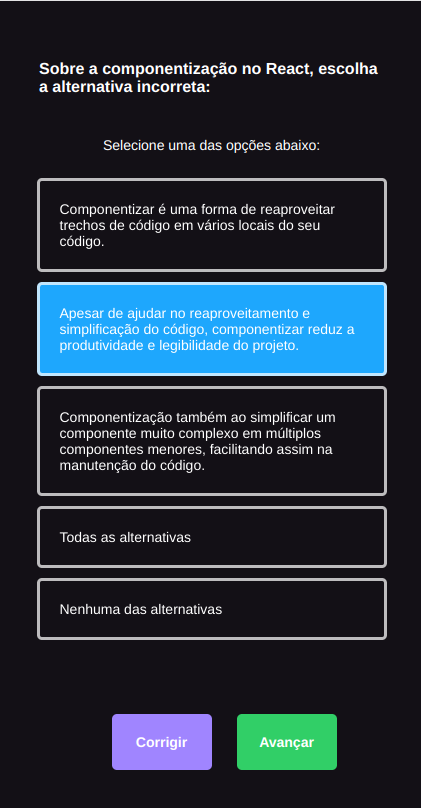 Sobre a componentização no React, escolha
a alternativa incorreta:
Selecione uma das opções abaixo:
Componentizar é uma forma de reaproveitar
trechos de código em vários locais do seu
código.
Apesar de ajudar no reaproveitamento e
simplificação do código, componentizar reduz a
produtividade e legibilidade do projeto.
Componentização também ao simplificar um
componente muito complexo em múltiplos
componentes menores, facilitando assim na
manutenção do código.
Todas as alternativas
Nenhuma das alternativas
Corrigir
Avançar